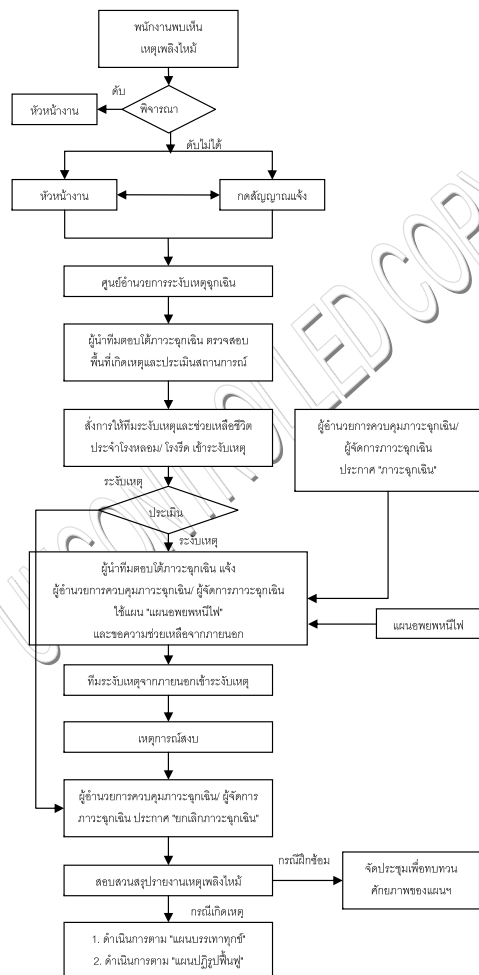 พนักงานพบเห็น
เหตุเพลิงไหม้
ดับ
หัวหน้างาน
พิจารณา
ดับไม่ได้
หัวหน้างาน
กดสัญญาณแจ้ง
ศูนย์อำนวยการระงับเหตุฉุกเฉิน
ผู้นำทีมตอบโต้ภาวะฉุกเฉิน ตรวจสอบ
พื้นที่เกิดเหตุและประเมินสถานการณ์
สั่งการให้ทีมระงับเหตุและช่วยเหลือชีวิต
ประจำโรงหลอม/ โรงรีด เข้าระงับเหตุ
ผู้อำนวยการควบคุมภาวะฉุกเฉิน/
ผู้จัดการภาวะฉุกเฉิน
ประกาศ "ภาวะฉุกเฉิน"
ระงับเหตุ
ประเมิน
ระงับเหตุ
ผู้นำทีมตอบโต้ภาวะฉุกเฉิน แจ้ง
ผู้อำนวยการควบคุมภาวะฉุกเฉิน/ ผู้จัดการภาวะฉุกเฉิน
ใช้แผน "แผนอพยพหนีไฟ"
และขอความช่วยเหลือจากภายนอก
แผนอพยพหนีไฟ
ทีมระงับเหตุจากภายนอกเข้าระงับเหตุ
เหตุการณ์สงบ
ผู้อำนวยการควบคุมภาวะฉุกเฉิน/ ผู้จัดการ
ภาวะฉุกเฉิน ประกาศ "ยกเลิกภาวะฉุกเฉิน"
สอบสวนสรุปรายงานเหตุเพลิงไหม้
กรณีฝึกซ้อม
จัดประชุมเพื่อทบทวน
ศักยภาพของแผนฯ
กรณีเกิดเหตุ
1. ดำเนินการตาม "แผนบรรเทาทุกข์"
2. ดำเนินการตาม "แผนปฏิรูปฟื้นฟู"
UNCONTROLLED COPY